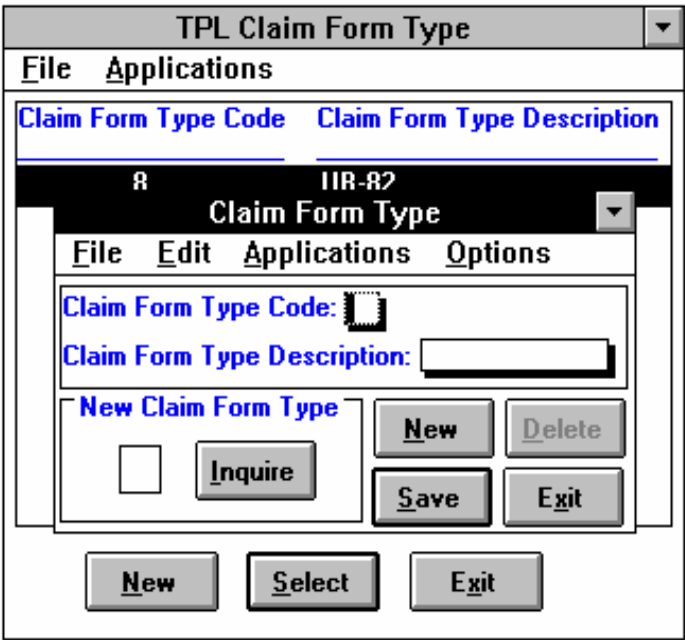 TPL Claim Form Type
File Applications
Claim Form Type Code Claim Form Type Description
8 UB-82
Claim Form Type
File Edit Applications Options
Claim Form Type Code:
Claim Form Type Description:
New Claim Form Type
New Delete
Inquire
Save Exit
New Select Exit